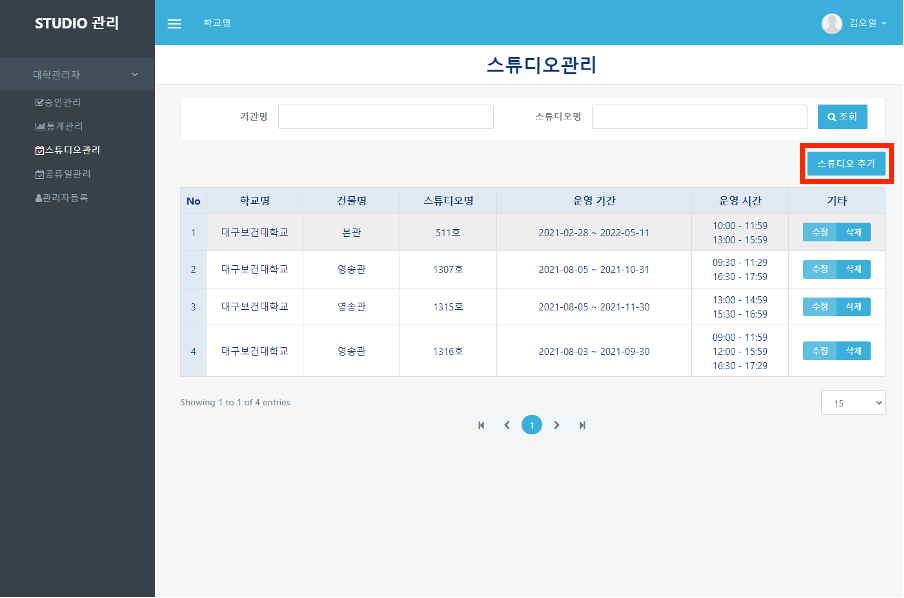 STUDIO 관리
학교명
김오일
대학관리자
승인관리
통계관리
스튜디오관리
공휴일관리
관리자등록
스튜디오관리
기관명
스튜디오명
조회
스튜디오 추가
No 학교명 건물명 스튜디오명 운영 기간 운영 시간 기타
1 대구보건대학교 본관 511호 2021-02-28 ~ 2022-05-11 10:00 - 11:59
13:00 - 15:59
수정 삭제
2 대구보건대학교 영송관 1307호 2021-08-05 ~ 2021-10-31 09:30 - 11:29
16:30 - 17:59
수정 삭제
3 대구보건대학교 영송관 1315호 2021-08-05 ~ 2021-11-30 13:00 - 14:59
15:30 - 16:59
수정 삭제
4 대구보건대학교 영송관 1316호 2021-08-03 ~ 2021-09-30 09:00 - 11:59
12:00 - 15:59
16:30 - 17:29
수정 삭제
Showing 1 to 1 of 4 entries
15
1